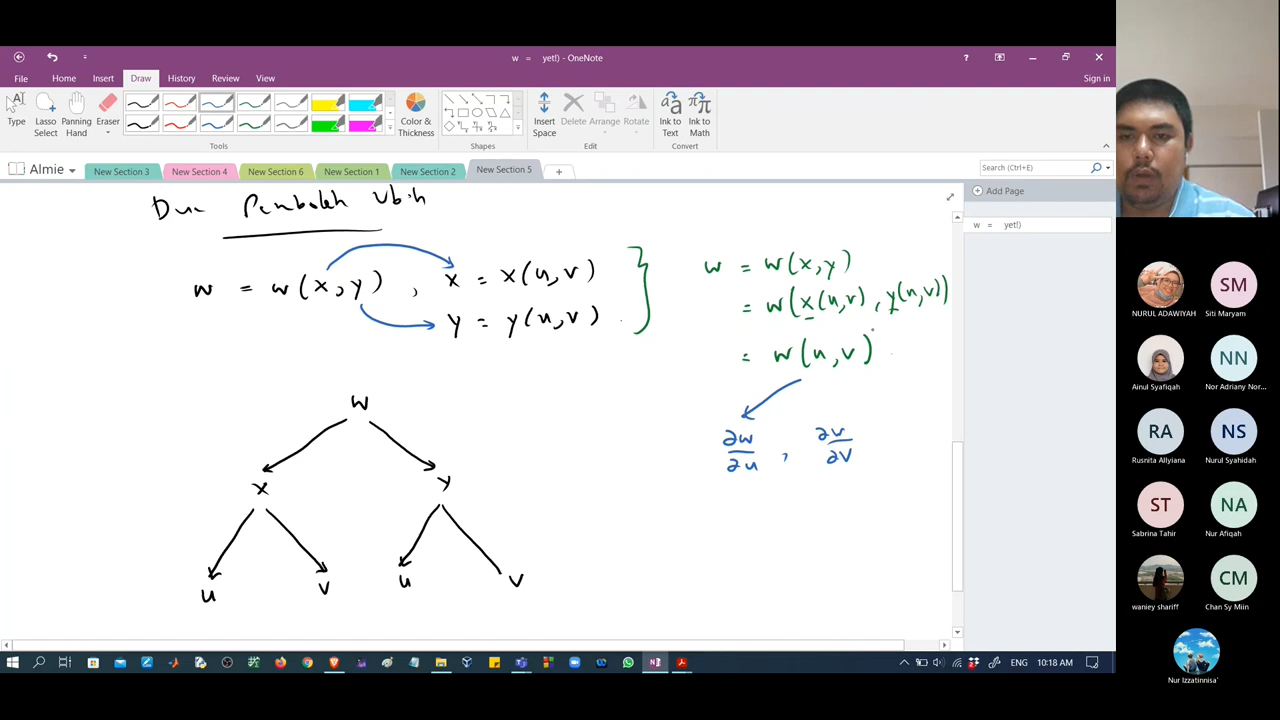 w = yet!) - OneNote
File Home Insert Draw History Review View
Sign in
Type
Lasso Select
Panning Hand
Eraser
Color & Thickness
Insert Space
Delete
Arrange
Rotate
Ink to Text
Ink to Math
Tools
Shapes
Edit
Convert
Almie
New Section 3
New Section 4
New Section 6
New Section 1
New Section 2
New Section 5
Search (Ctrl+E)
Add Page
w = yet!)
w = w(x,y) , x = x(u,v)
y = y(u,v)
w = w(x,y)
= w(x(u,v), y(u,v))
= w(u,v)
∂w/∂u , ∂v/∂v
w
x y
u v u v
NURUL ADAWIYAH
SM
Siti Maryam
Ainul Syafiqah
NN
Nor Adriany Nor...
RA
Rusnita Allyiana
NS
Nurul Syahidah
ST
Sabrina Tahir
NA
Nur Afiqah
waniey shariff
CM
Chan Sy Miin
Nur Izzatinnisa'
ENG 10:18 AM